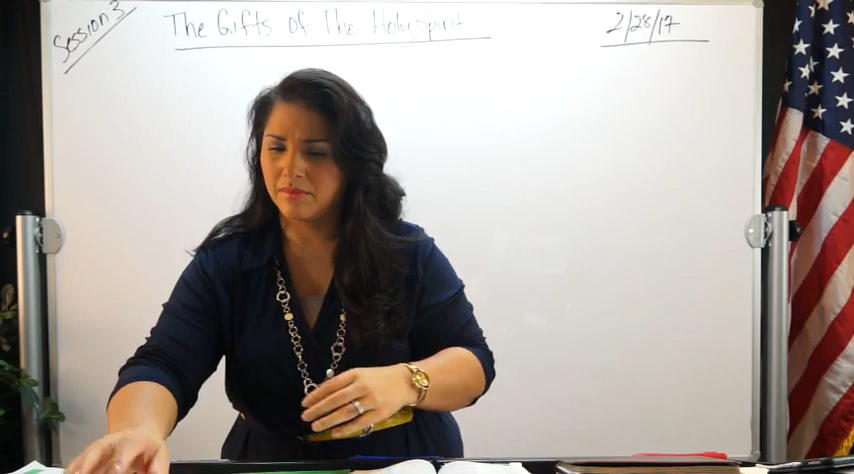 Session 3
The Gifts of The Holy Spirit
2/28/17